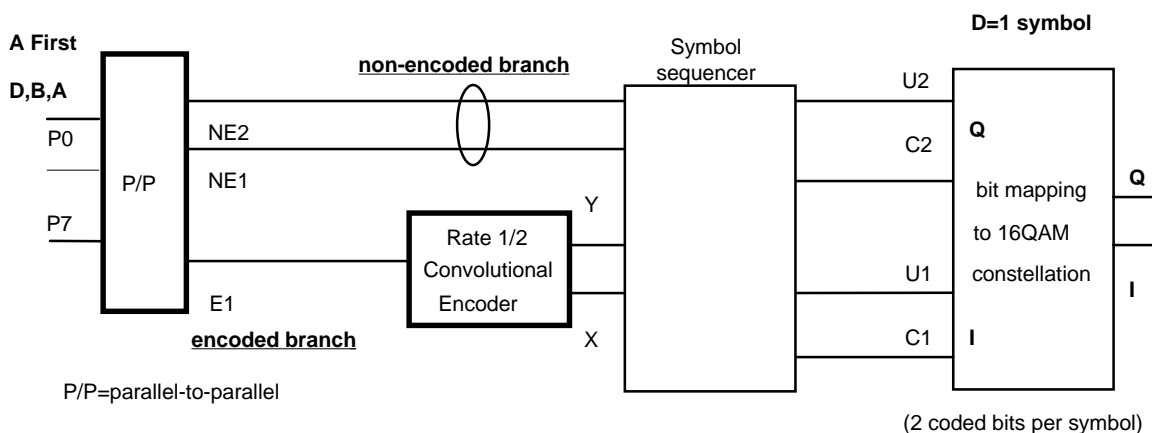 A First
D,B,A
P0
P7
P/P
non-encoded branch
NE2
NE1
E1
encoded branch
Rate 1/2
Convolutional
Encoder
Y
X
Symbol
sequencer
D=1 symbol
U2
C2
U1
C1
Q
bit mapping
to 16QAM
constellation
I
Q
I
P/P=parallel-to-parallel
(2 coded bits per symbol)